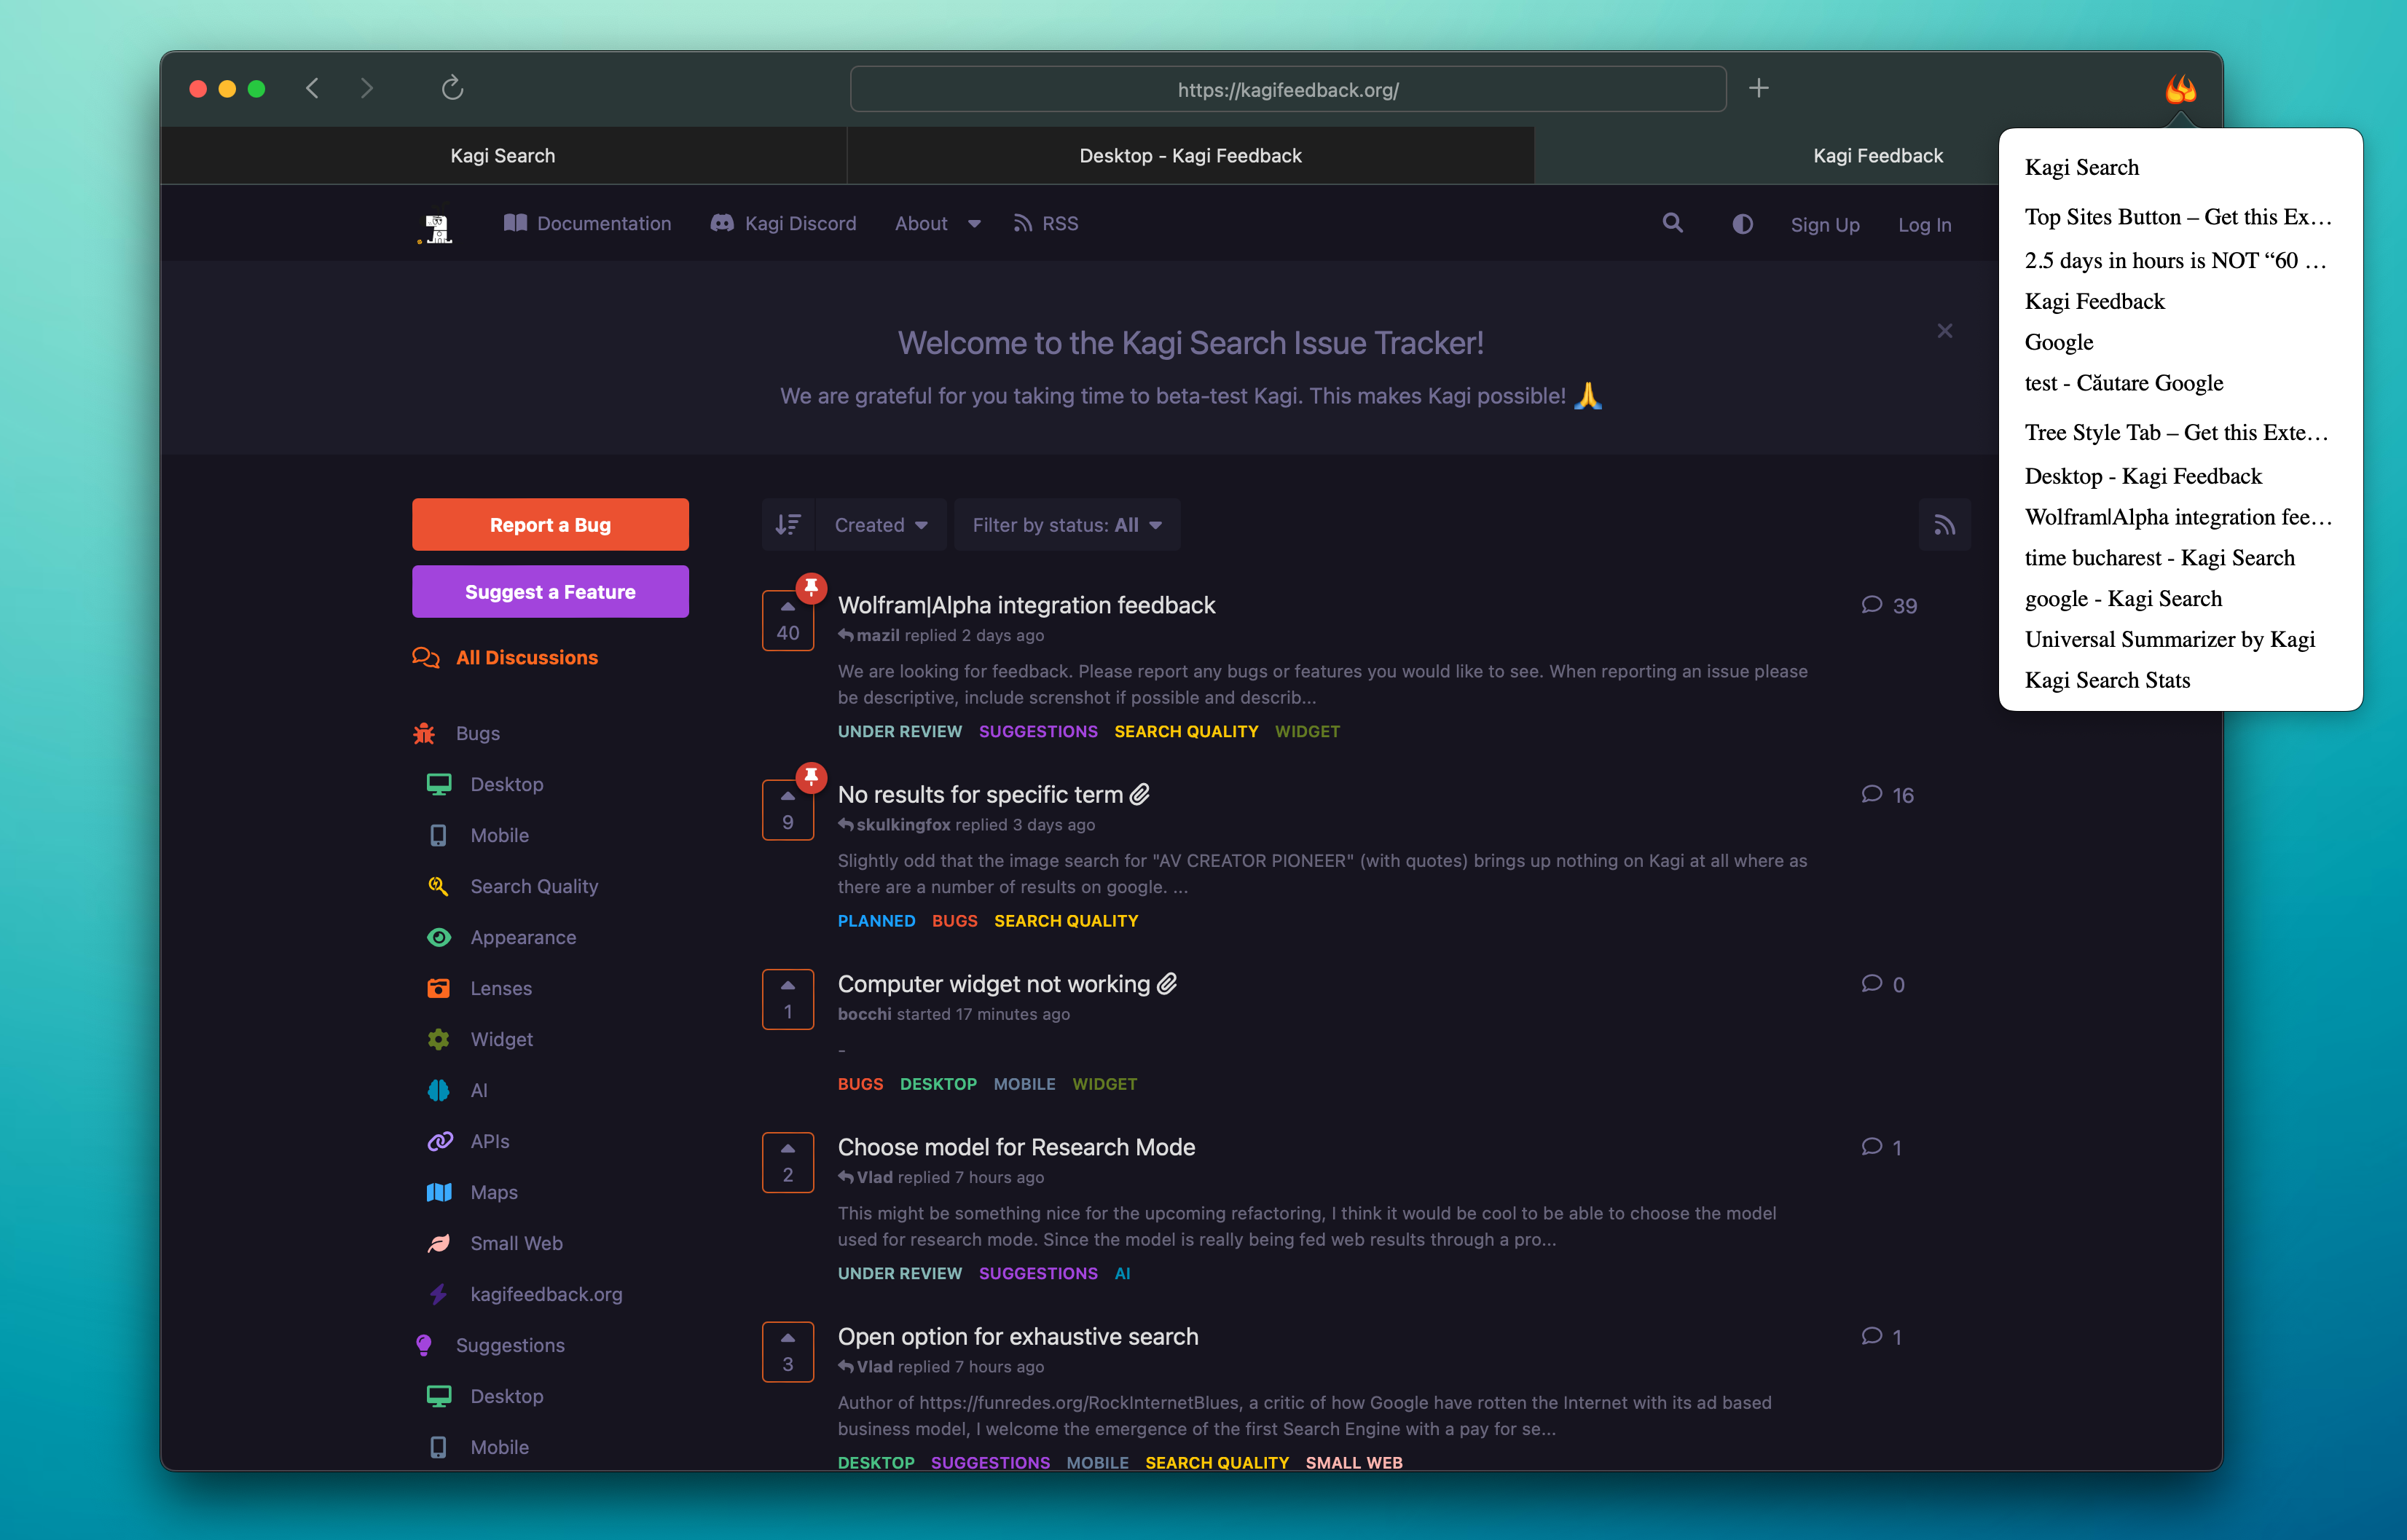 https://kagifeedback.org/
Kagi Search
Desktop - Kagi Feedback
Kagi Feedback
Documentation
Kagi Discord
About
RSS
Sign Up
Log In
Welcome to the Kagi Search Issue Tracker!
We are grateful for you taking time to beta-test Kagi. This makes Kagi possible! 🙏
Report a Bug
Suggest a Feature
All Discussions
Bugs
Desktop
Mobile
Search Quality
Appearance
Lenses
Widget
AI
APIs
Maps
Small Web
kagifeedback.org
Suggestions
Desktop
Mobile
Created
Filter by status: All
40
Wolfram|Alpha integration feedback
39
mazil replied 2 days ago
We are looking for feedback. Please report any bugs or features you would like to see. When reporting an issue please
be descriptive, include screnshot if possible and describ...
UNDER REVIEW SUGGESTIONS SEARCH QUALITY WIDGET
9
No results for specific term
16
skulkingfox replied 3 days ago
Slightly odd that the image search for "AV CREATOR PIONEER" (with quotes) brings up nothing on Kagi at all where as
there are a number of results on google. ...
PLANNED BUGS SEARCH QUALITY
1
Computer widget not working
0
bocchi started 17 minutes ago
-
BUGS DESKTOP MOBILE WIDGET
2
Choose model for Research Mode
1
Vlad replied 7 hours ago
This might be something nice for the upcoming refactoring, I think it would be cool to be able to choose the model
used for research mode. Since the model is really being fed web results through a pro...
UNDER REVIEW SUGGESTIONS AI
3
Open option for exhaustive search
1
Vlad replied 7 hours ago
Author of https://funredes.org/RockInternetBlues, a critic of how Google have rotten the Internet with its ad based
business model, I welcome the emergence of the first Search Engine with a pay for se...
DESKTOP SUGGESTIONS MOBILE SEARCH QUALITY SMALL WEB
Kagi Search
Top Sites Button – Get this Ex...
2.5 days in hours is NOT “60 ...
Kagi Feedback
Google
test - Căutare Google
Tree Style Tab – Get this Exte...
Desktop - Kagi Feedback
Wolfram|Alpha integration fee...
time bucharest - Kagi Search
google - Kagi Search
Universal Summarizer by Kagi
Kagi Search Stats